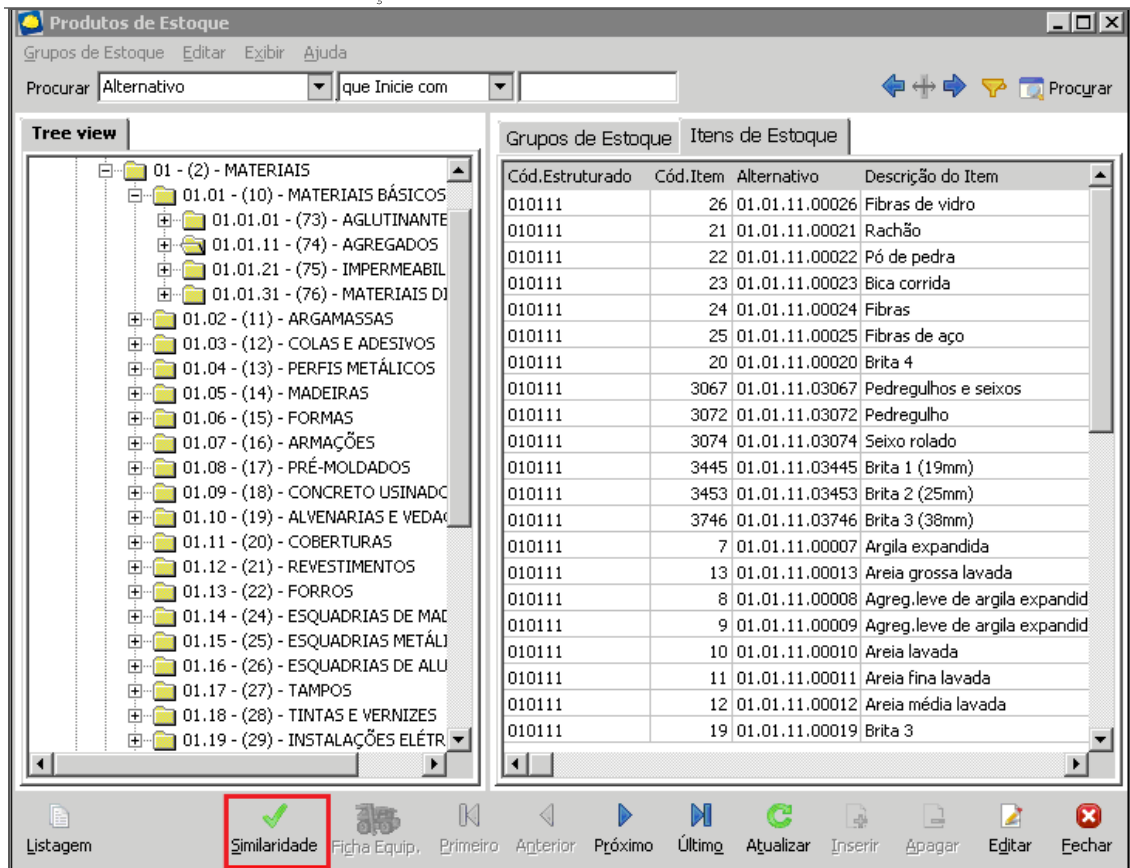 Produtos de Estoque
Grupos de Estoque Editar Exibir Ajuda
Procurar Alternativo que Inicie com Procurar
Tree view
01 - (2) - MATERIAIS
01.01 - (10) - MATERIAIS BÁSICOS
01.01.01 - (73) - AGLUTINANTE
01.01.11 - (74) - AGREGADOS
01.01.21 - (75) - IMPERMEABIL
01.01.31 - (76) - MATERIAIS DI
01.02 - (11) - ARGAMASSAS
01.03 - (12) - COLAS E ADESIVOS
01.04 - (13) - PERFIS METÁLICOS
01.05 - (14) - MADEIRAS
01.06 - (15) - FORMAS
01.07 - (16) - ARMAÇÕES
01.08 - (17) - PRÉ-MOLDADOS
01.09 - (18) - CONCRETO USINADO
01.10 - (19) - ALVENARIAS E VEDA
01.11 - (20) - COBERTURAS
01.12 - (21) - REVESTIMENTOS
01.13 - (22) - FORROS
01.14 - (24) - ESQUADRIAS DE MAD
01.15 - (25) - ESQUADRIAS METÁLI
01.16 - (26) - ESQUADRIAS DE ALU
01.17 - (27) - TAMPOS
01.18 - (28) - TINTAS E VERNIZES
01.19 - (29) - INSTALAÇÕES ELÉTR
Grupos de Estoque Itens de Estoque
Cód.Estruturado Cód.Item Alternativo Descrição do Item
010111 26 01.01.11.00026 Fibras de vidro
010111 21 01.01.11.00021 Rachão
010111 22 01.01.11.00022 Pó de pedra
010111 23 01.01.11.00023 Bica corrida
010111 24 01.01.11.00024 Fibras
010111 25 01.01.11.00025 Fibras de aço
010111 20 01.01.11.00020 Brita 4
010111 3067 01.01.11.03067 Pedregulhos e seixos
010111 3072 01.01.11.03072 Pedregulho
010111 3074 01.01.11.03074 Seixo rolado
010111 3445 01.01.11.03445 Brita 1 (19mm)
010111 3453 01.01.11.03453 Brita 2 (25mm)
010111 3746 01.01.11.03746 Brita 3 (38mm)
010111 7 01.01.11.00007 Argila expandida
010111 13 01.01.11.00013 Areia grossa lavada
010111 8 01.01.11.00008 Agreg.leve de argila expandid
010111 9 01.01.11.00009 Agreg.leve de argila expandid
010111 10 01.01.11.00010 Areia lavada
010111 11 01.01.11.00011 Areia fina lavada
010111 12 01.01.11.00012 Areia média lavada
010111 19 01.01.11.00019 Brita 3
Listagem Similaridade Ficha Equip. Primeiro Anterior Próximo Último Atualizar Inserir Apagar Editar Fechar